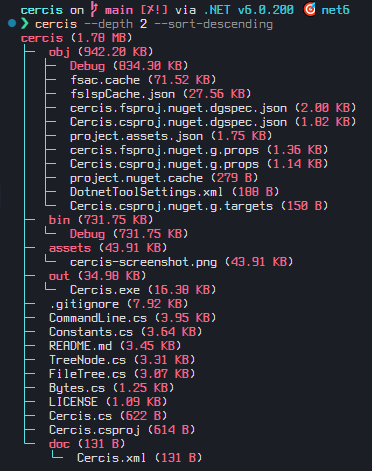 cercis on main [✗!] via .NET v6.0.200 🎯 net6
❯ cercis --depth 2 --sort-descending
cercis (1.70 MB)
├─ obj (942.20 KB)
│  ├─ Debug (834.30 KB)
│  ├─ fsac.cache (71.52 KB)
│  ├─ fslspCache.json (27.56 KB)
│  ├─ cercis.fsproj.nuget.dgspec.json (2.00 KB)
│  ├─ Cercis.csproj.nuget.dgspec.json (1.82 KB)
│  ├─ project.assets.json (1.75 KB)
│  ├─ cercis.fsproj.nuget.g.props (1.36 KB)
│  ├─ Cercis.csproj.nuget.g.props (1.14 KB)
│  ├─ project.nuget.cache (279 B)
│  ├─ DotnetToolSettings.xml (180 B)
│  └─ Cercis.csproj.nuget.g.targets (150 B)
├─ bin (731.75 KB)
│  └─ Debug (731.75 KB)
├─ assets (43.91 KB)
│  └─ cercis-screenshot.png (43.91 KB)
├─ out (34.90 KB)
│  └─ Cercis.exe (16.38 KB)
├─ .gitignore (7.92 KB)
├─ CommandLine.cs (3.95 KB)
├─ Constants.cs (3.64 KB)
├─ README.md (3.45 KB)
├─ TreeNode.cs (3.31 KB)
├─ FileTree.cs (3.07 KB)
├─ Bytes.cs (1.25 KB)
├─ LICENSE (1.09 KB)
├─ Cercis.cs (622 B)
├─ Cercis.csproj (614 B)
└─ doc (131 B)
   └─ Cercis.xml (131 B)